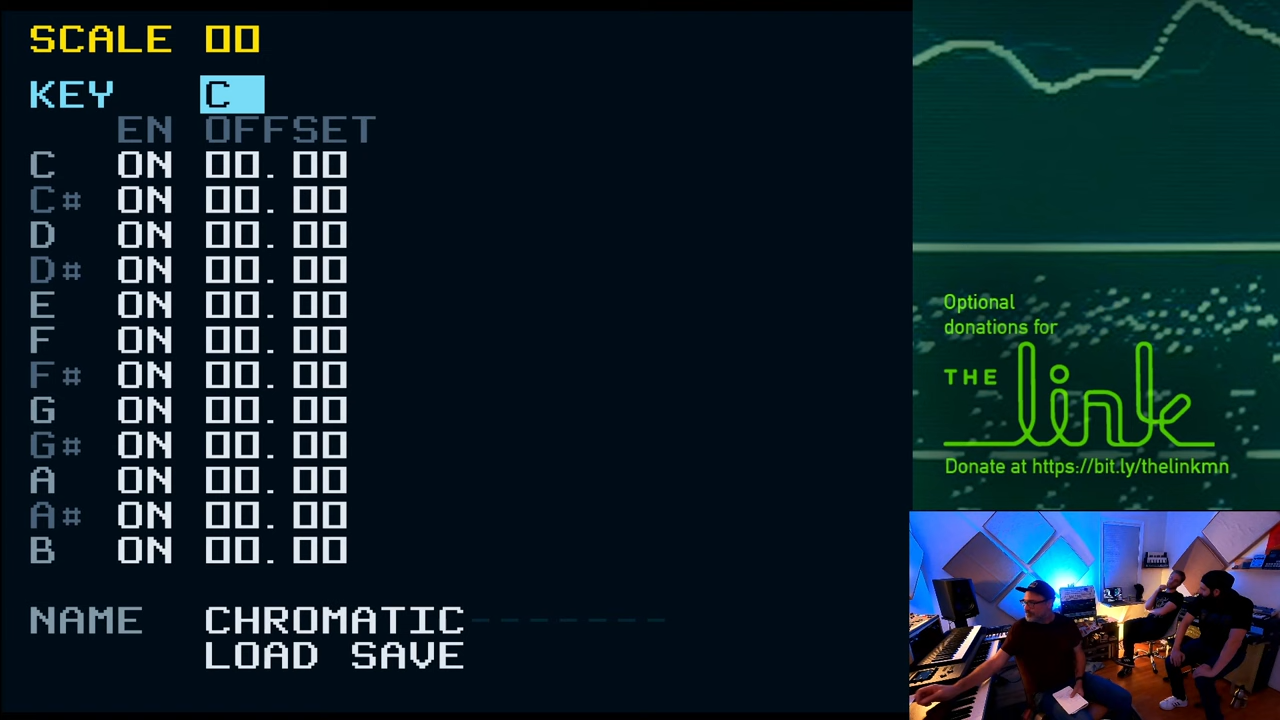 SCALE 00
KEY C
EN OFFSET
C ON 00.00
C# ON 00.00
D ON 00.00
D# ON 00.00
E ON 00.00
F ON 00.00
F# ON 00.00
G ON 00.00
G# ON 00.00
A ON 00.00
A# ON 00.00
B ON 00.00
NAME CHROMATIC--------
LOAD SAVE
Optional
donations for
THE link
Donate at https://bit.ly/thelinkmn